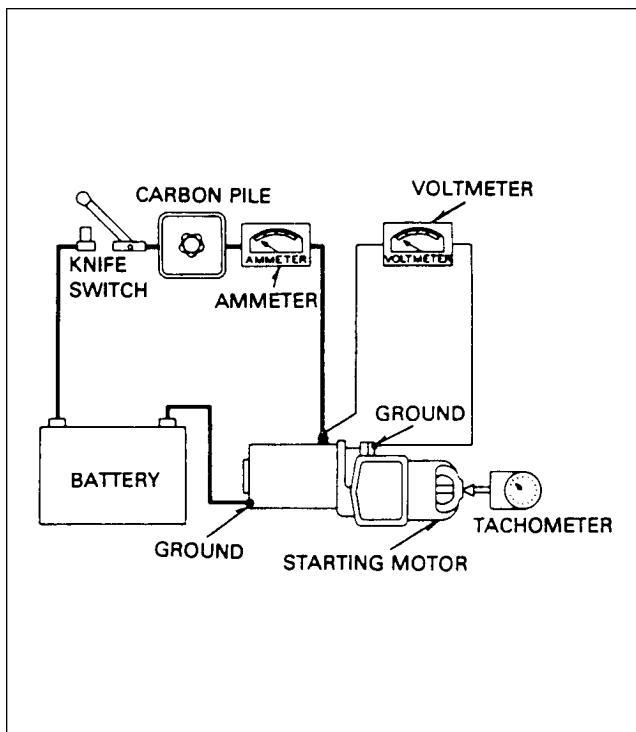 CARBON PILE
VOLTMETER
AMMETER
VOLTMETER
KNIFE
SWITCH
AMMETER
GROUND
BATTERY
TACHOMETER
GROUND
STARTING MOTOR